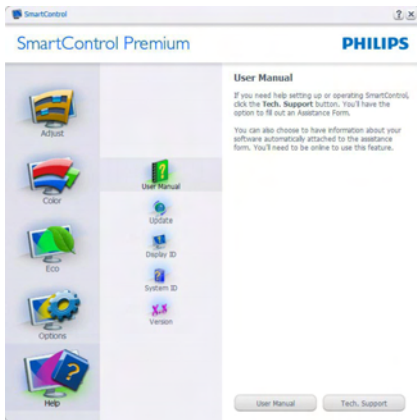 SmartControl
SmartControl Premium
PHILIPS
Adjust
Color
Eco
Options
Help
User Manual
Update
Display ID
System ID
Version
User Manual
If you need help setting up or operating SmartControl,
click the Tech. Support button. You'll have the
option to fill out an Assistance Form.
You can also choose to have information about your
software automatically attached to the assistance
form. You'll need to be online to use this feature.
User Manual
Tech. Support